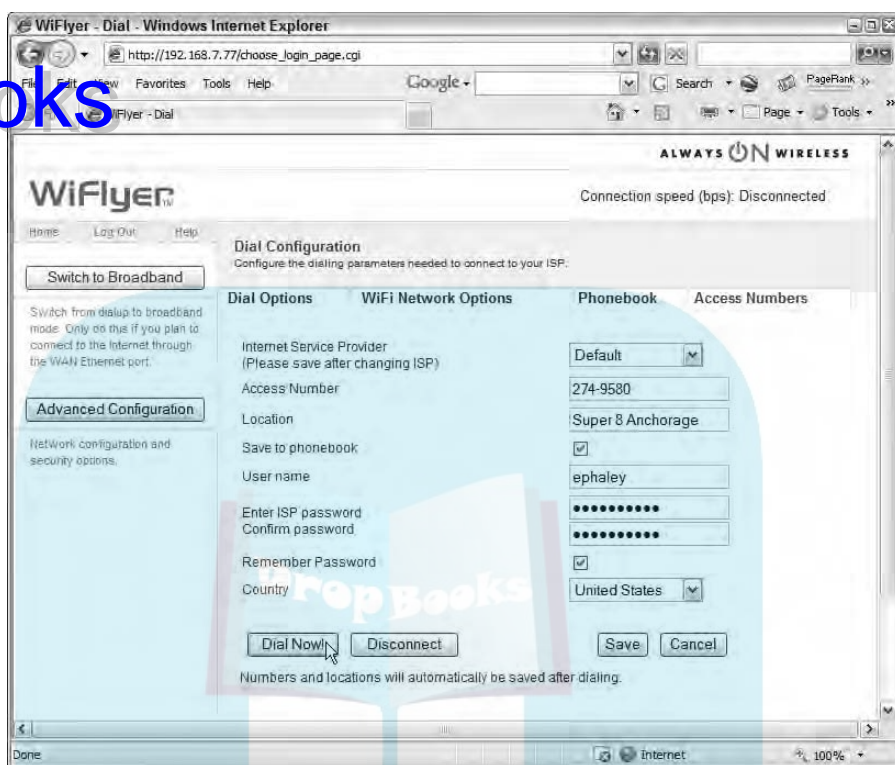 WiFlyer - Dial - Windows Internet Explorer
http://192.168.7.77/choose_login_page.cgi
File Edit View Favorites Tools Help Google Search PageRank »
oks
WiFlyer - Dial Page Tools »
ALWAYS ON WIRELESS
WiFlyer TM
Connection speed (bps): Disconnected
Home Log Out Help
Dial Configuration
Configure the dialing parameters needed to connect to your ISP.
Switch to Broadband
Switch from dialup to broadband
mode. Only do this if you plan to
connect to the Internet through
the WAN Ethernet port.
Advanced Configuration
Network configuration and
security options.
Dial Options WiFi Network Options Phonebook Access Numbers
Internet Service Provider
(Please save after changing ISP) Default
Access Number 274-9580
Location Super 8 Anchorage
Save to phonebook
User name ephaley
Enter ISP password ••••••••••
Confirm password ••••••••••
Remember Password
Country United States
DropBooks
Dial Now! Disconnect Save Cancel
Numbers and locations will automatically be saved after dialing.
Done Internet 100%